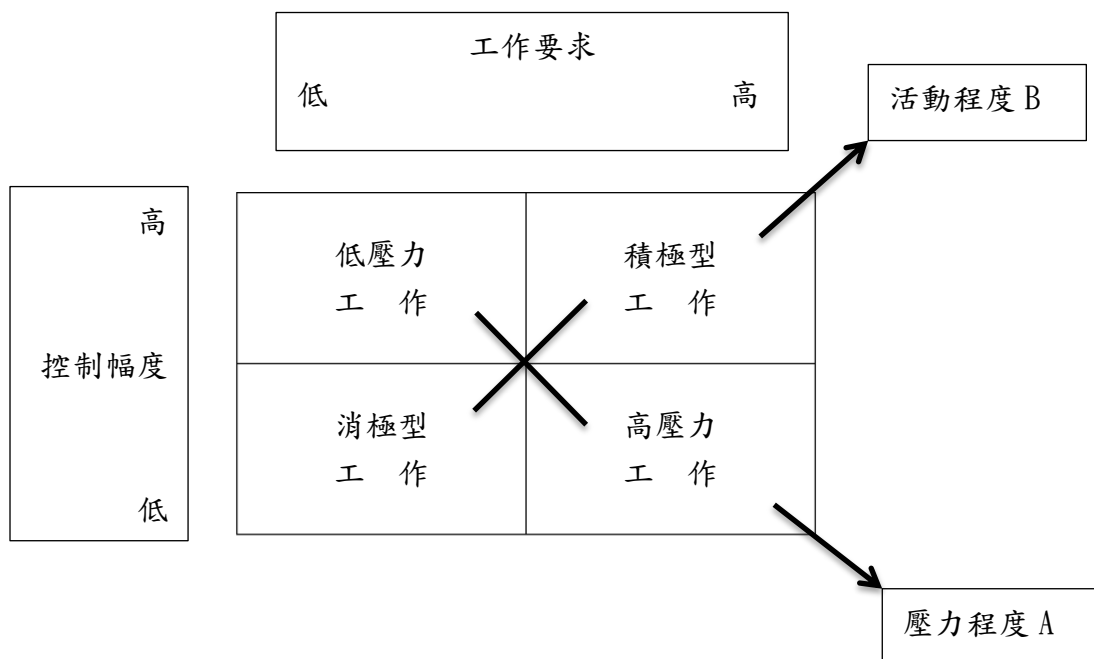 工作要求
低 高
活動程度 B
高
控制幅度
低
低壓力
工 作
積極型
工 作
消極型
工 作
高壓力
工 作
壓力程度 A